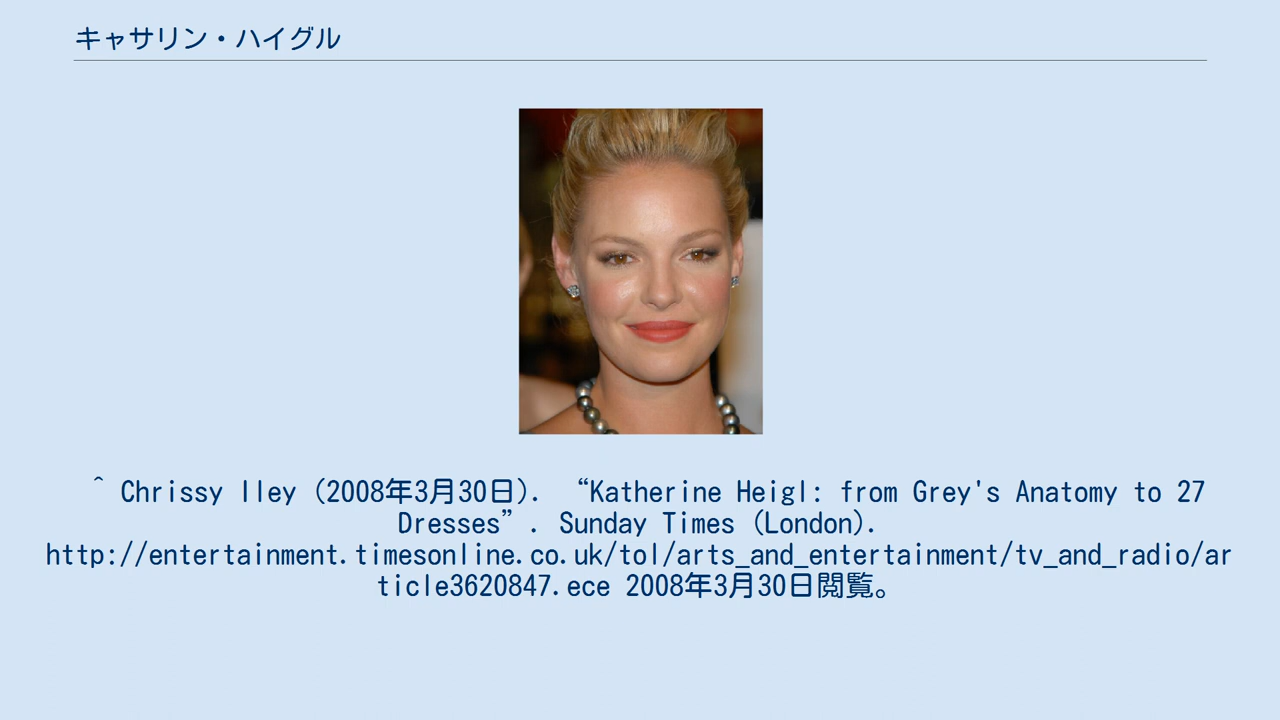 キャサリン・ハイグル
^ Chrissy Iley (2008年3月30日). “Katherine Heigl: from Grey's Anatomy to 27
Dresses”. Sunday Times (London).
http://entertainment.timesonline.co.uk/tol/arts_and_entertainment/tv_and_radio/ar
ticle3620847.ece 2008年3月30日閲覧。